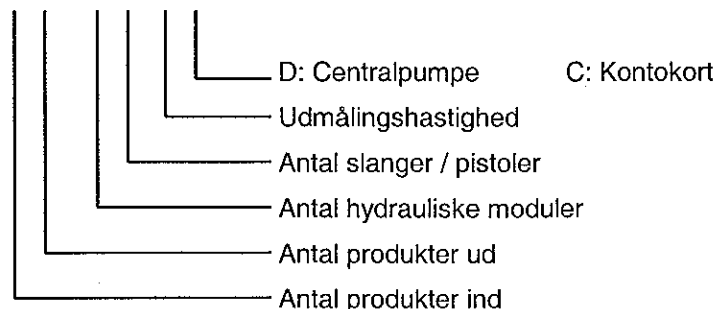 D: Centralpumpe C: Kontokort
Udmålingshastighed
Antal slanger / pistoler
Antal hydrauliske moduler
Antal produkter ud
Antal produkter ind